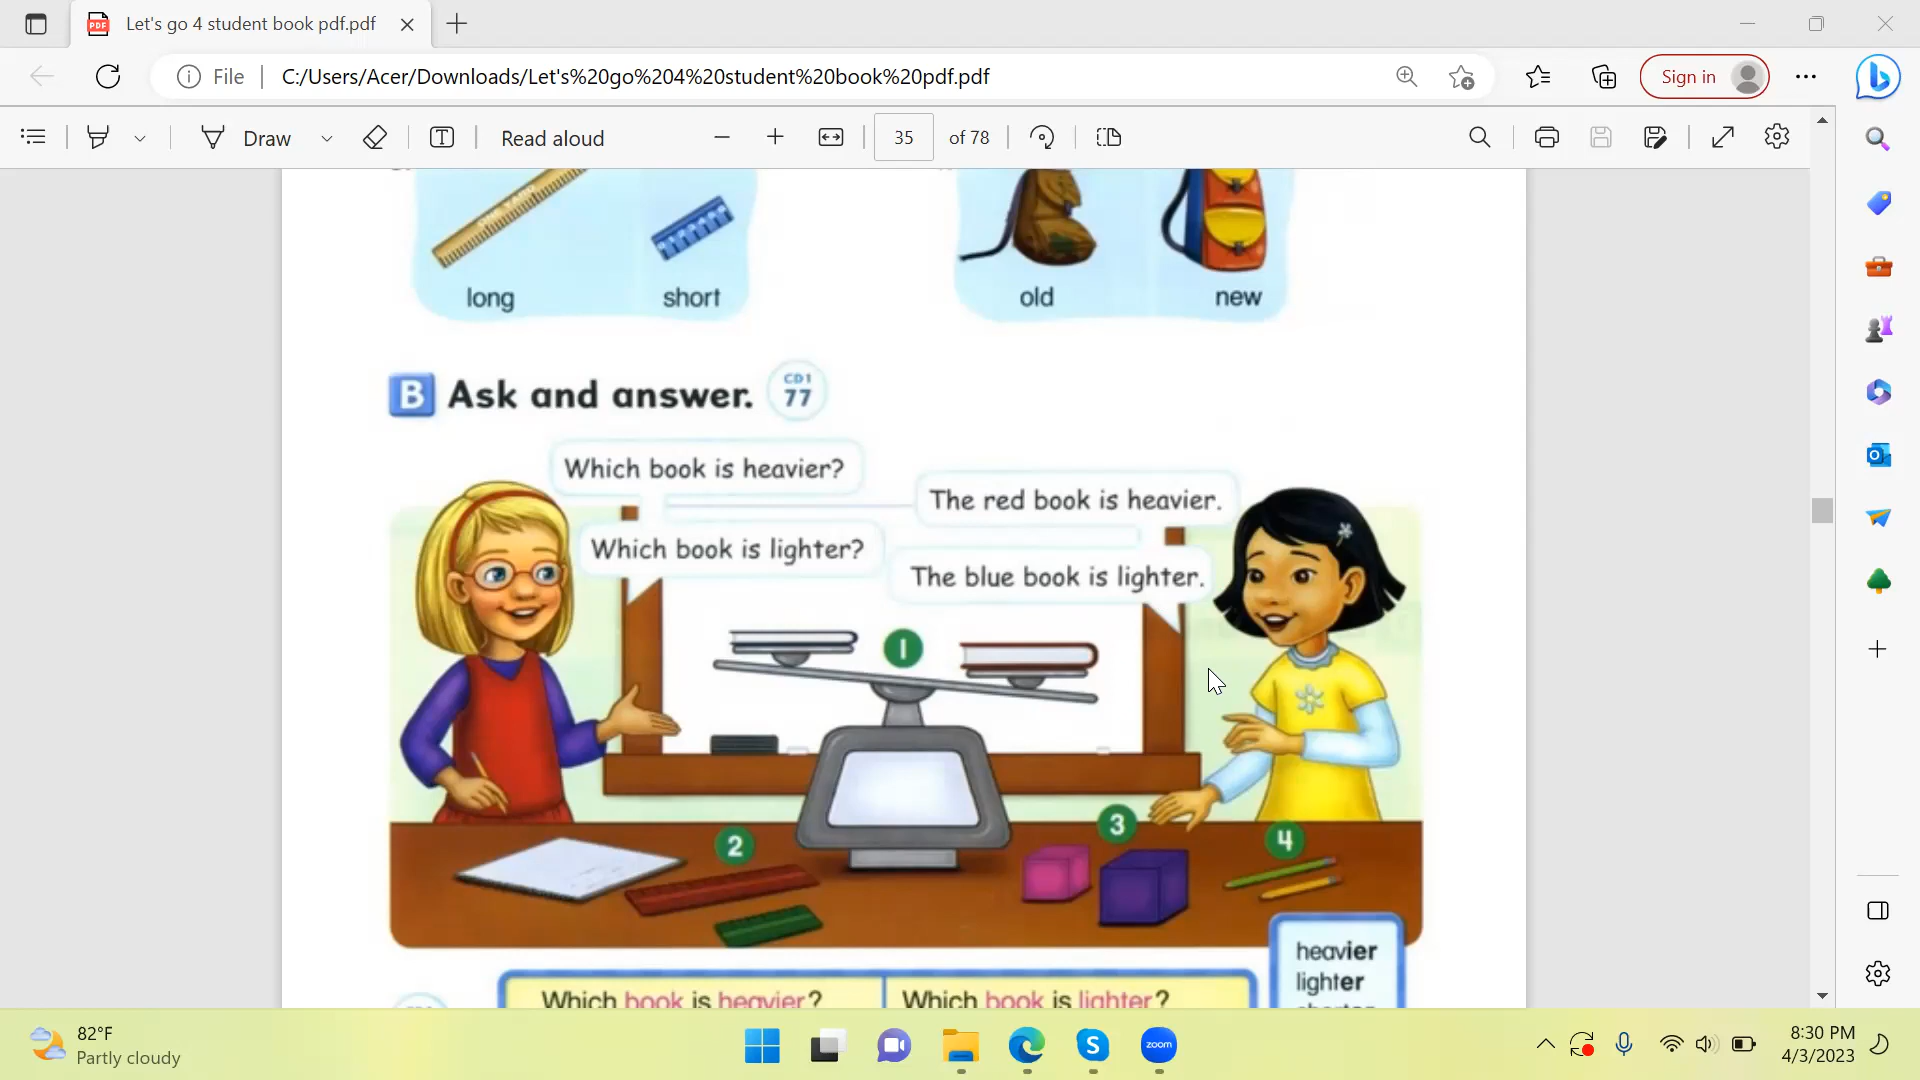 Let's go 4 student book pdf.pdf
File
C:/Users/Acer/Downloads/Let's%20go%204%20student%20book%20pdf.pdf
Sign in
Draw
Read aloud
35 of 78
long
short
old
new
B Ask and answer.
CD1
77
Which book is heavier?
The red book is heavier.
Which book is lighter?
The blue book is lighter.
1
2
3
4
heavier
lighter
Which book is heavier?
Which book is lighter?
82°F
Partly cloudy
zoom
8:30 PM
4/3/2023